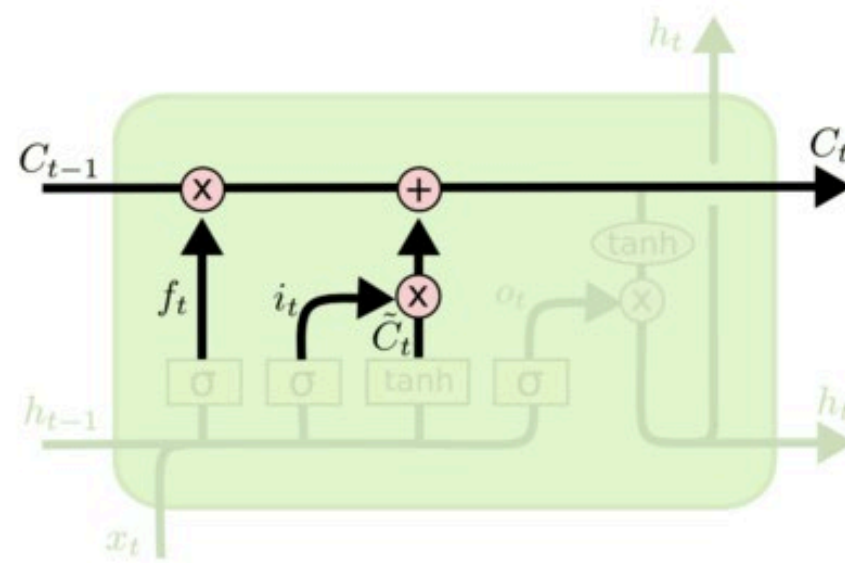 h_t
C_{t-1} × + C_t
tanh
f_t i_t × o_t ×
C̃_t
σ σ tanh σ
h_{t-1} h_t
x_t